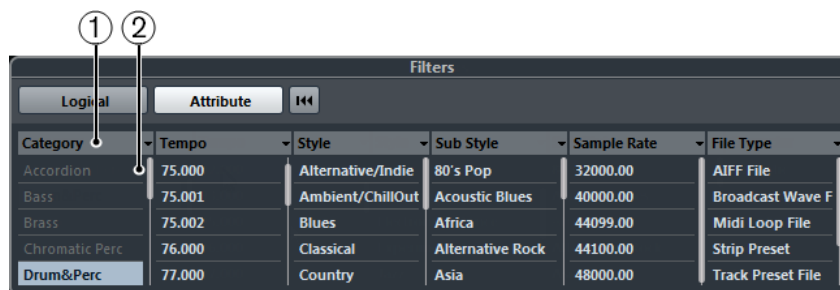 1 2
Filters
Logical Attribute
Category Tempo Style Sub Style Sample Rate File Type
Accordion 75.000 Alternative/Indie 80's Pop 32000.00 AIFF File
Bass 75.001 Ambient/ChillOut Acoustic Blues 40000.00 Broadcast Wave F
Brass 75.002 Blues Africa 44099.00 Midi Loop File
Chromatic Perc 76.000 Classical Alternative Rock 44100.00 Strip Preset
Drum&Perc 77.000 Country Asia 48000.00 Track Preset File